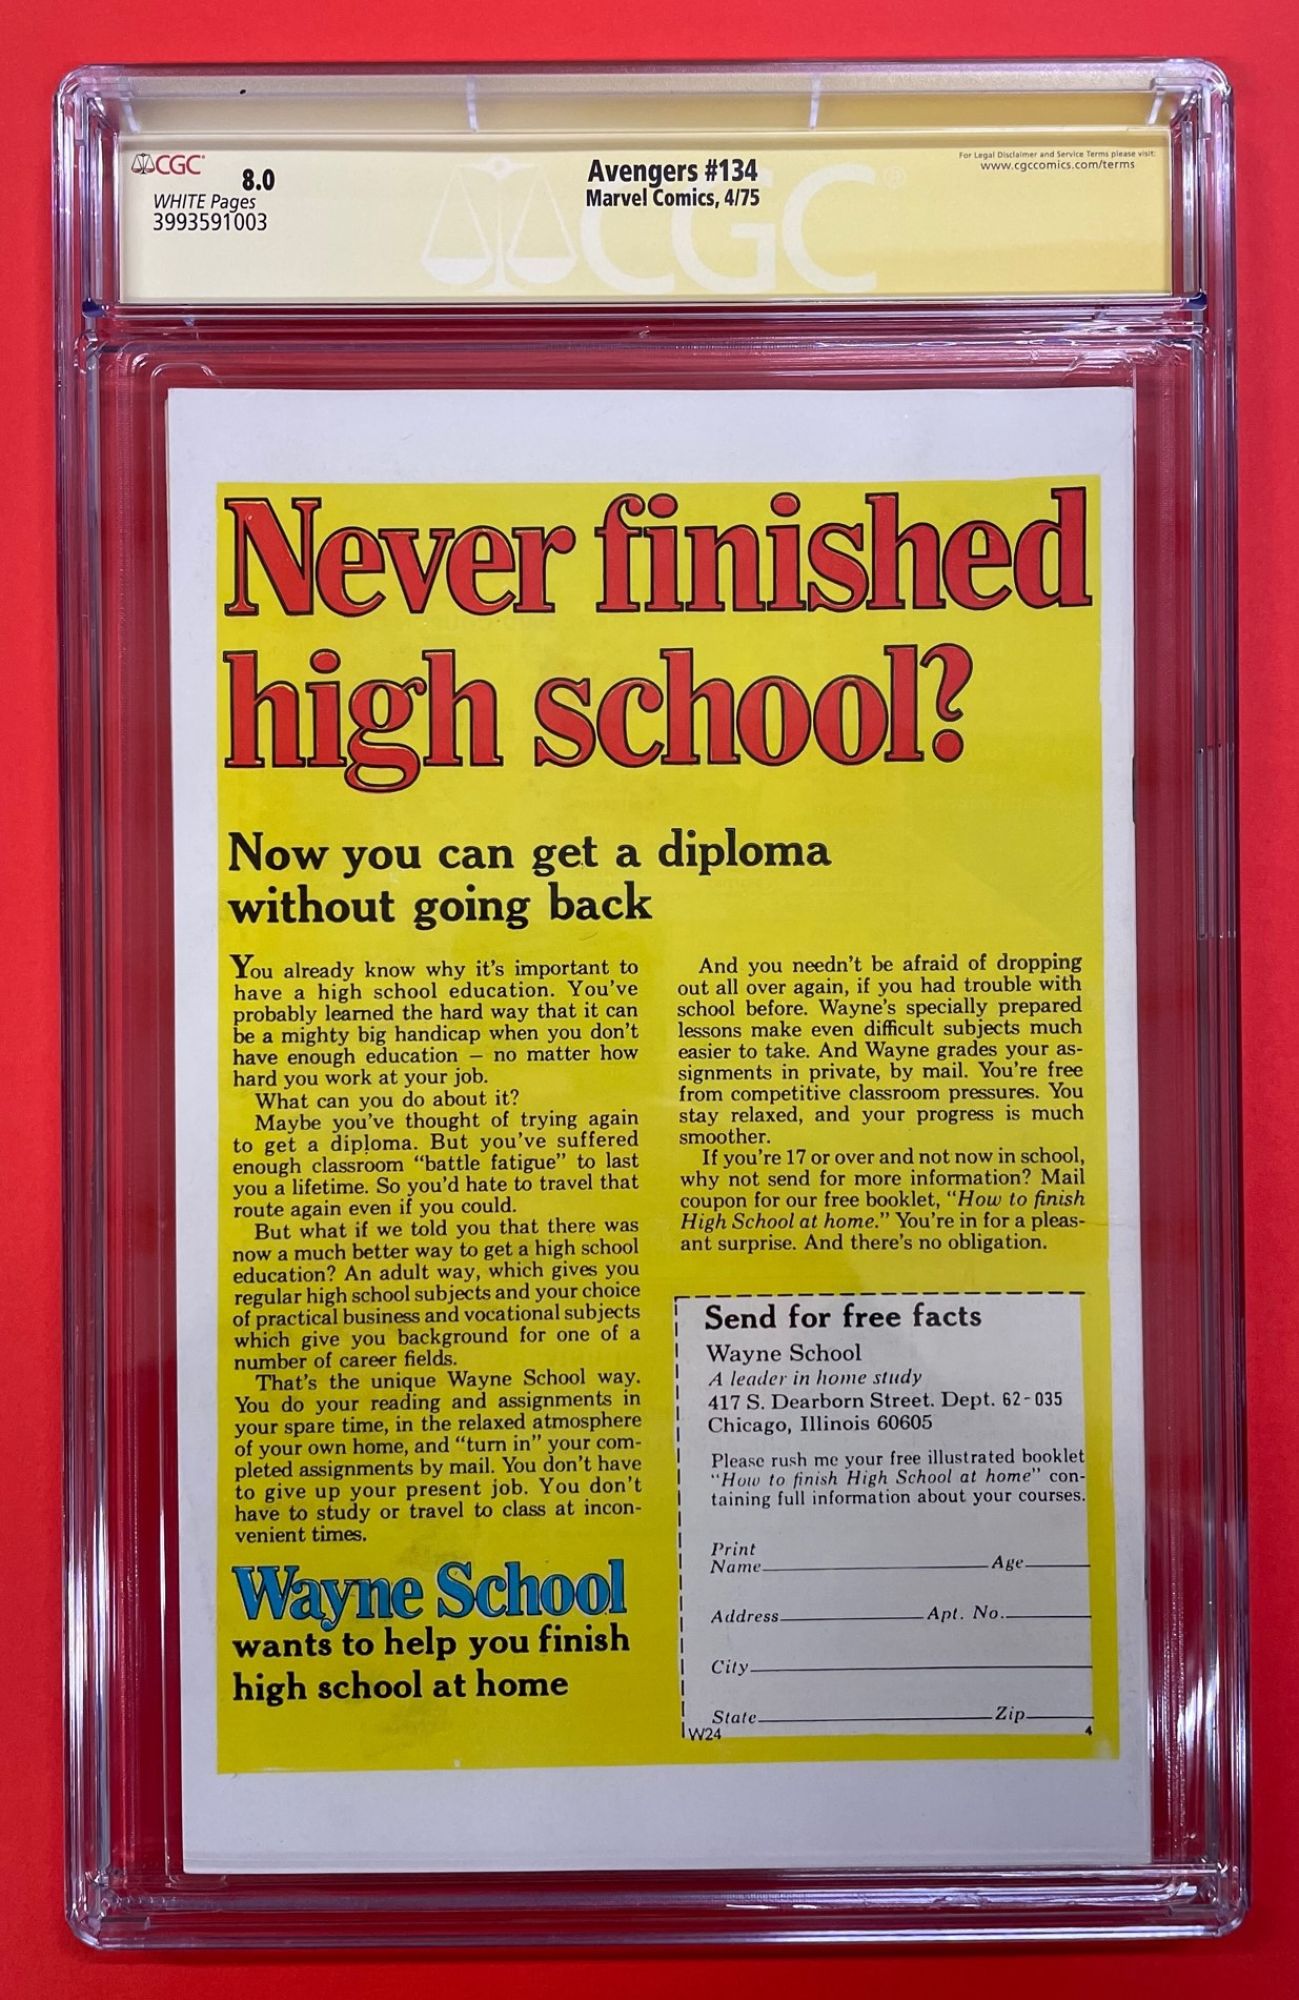 CGC
8.0
WHITE Pages
3993591003
Avengers #134
Marvel Comics, 4/75
For Legal Disclaimer and Service Terms please visit:
www.cgccomics.com/terms
CGC
Never finished
high school?
Now you can get a diploma
without going back
You already know why it's important to
have a high school education. You've
probably learned the hard way that it can
be a mighty big handicap when you don't
have enough education – no matter how
hard you work at your job.
What can you do about it?
Maybe you've thought of trying again
to get a diploma. But you've suffered
enough classroom "battle fatigue" to last
you a lifetime. So you'd hate to travel that
route again even if you could.
But what if we told you that there was
now a much better way to get a high school
education? An adult way, which gives you
regular high school subjects and your choice
of practical business and vocational subjects
which give you background for one of a
number of career fields.
That's the unique Wayne School way.
You do your reading and assignments in
your spare time, in the relaxed atmosphere
of your own home, and "turn in" your com-
pleted assignments by mail. You don't have
to give up your present job. You don't
have to study or travel to class at incon-
venient times.
Wayne School
wants to help you finish
high school at home
And you needn't be afraid of dropping
out all over again, if you had trouble with
school before. Wayne's specially prepared
lessons make even difficult subjects much
easier to take. And Wayne grades your as-
signments in private, by mail. You're free
from competitive classroom pressures. You
stay relaxed, and your progress is much
smoother.
If you're 17 or over and not now in school,
why not send for more information? Mail
coupon for our free booklet, "How to finish
High School at home." You're in for a pleas-
ant surprise. And there's no obligation.
Send for free facts
Wayne School
A leader in home study
417 S. Dearborn Street. Dept. 62-035
Chicago, Illinois 60605
Please rush me your free illustrated booklet
"How to finish High School at home" con-
taining full information about your courses.
Print
Name Age
Address Apt. No.
City
State Zip
W24 4